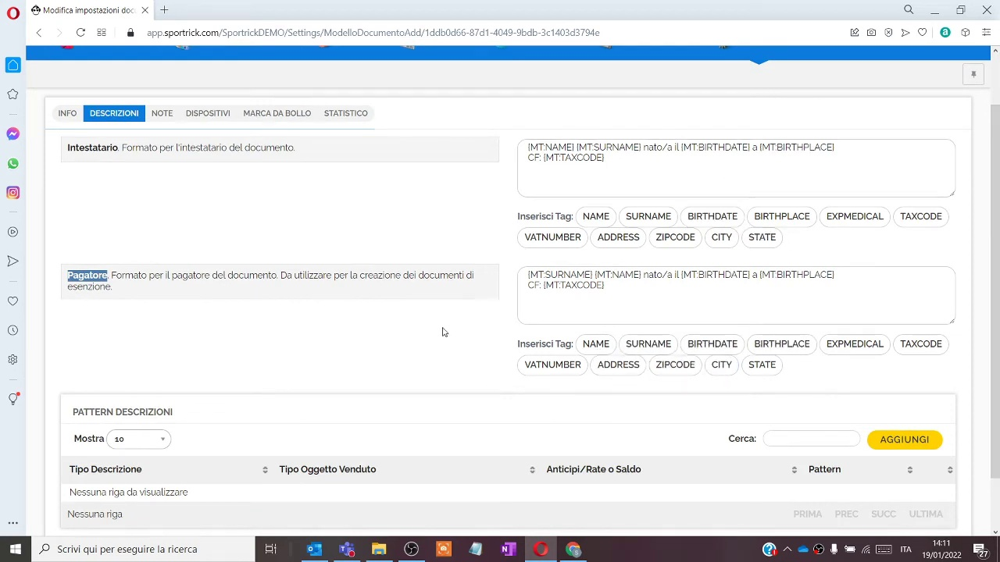 Modifica impostazioni doc
app.sportrick.com/SportrickDEMO/Settings/ModelloDocumentoAdd/1ddb0d66-87d1-4049-9bdb-3c1403d3794e
INFO DESCRIZIONI NOTE DISPOSITIVI MARCA DA BOLLO STATISTICO
Intestatario. Formato per l'intestatario del documento.
{MT:NAME} {MT:SURNAME} nato/a il {MT:BIRTHDATE} a {MT:BIRTHPLACE}
CF: {MT:TAXCODE}
Inserisci Tag: NAME SURNAME BIRTHDATE BIRTHPLACE EXPMEDICAL TAXCODE
VATNUMBER ADDRESS ZIPCODE CITY STATE
Pagatore. Formato per il pagatore del documento. Da utilizzare per la creazione dei documenti di
esenzione.
{MT:SURNAME} {MT:NAME} nato/a il {MT:BIRTHDATE} a {MT:BIRTHPLACE}
CF: {MT:TAXCODE}
Inserisci Tag: NAME SURNAME BIRTHDATE BIRTHPLACE EXPMEDICAL TAXCODE
VATNUMBER ADDRESS ZIPCODE CITY STATE
PATTERN DESCRIZIONI
Mostra 10 Cerca: AGGIUNGI
Tipo Descrizione Tipo Oggetto Venduto Anticipi/Rate o Saldo Pattern
Nessuna riga da visualizzare
Nessuna riga PRIMA PREC SUCC ULTIMA
Scrivi qui per eseguire la ricerca
ITA
14:11
19/01/2022
27